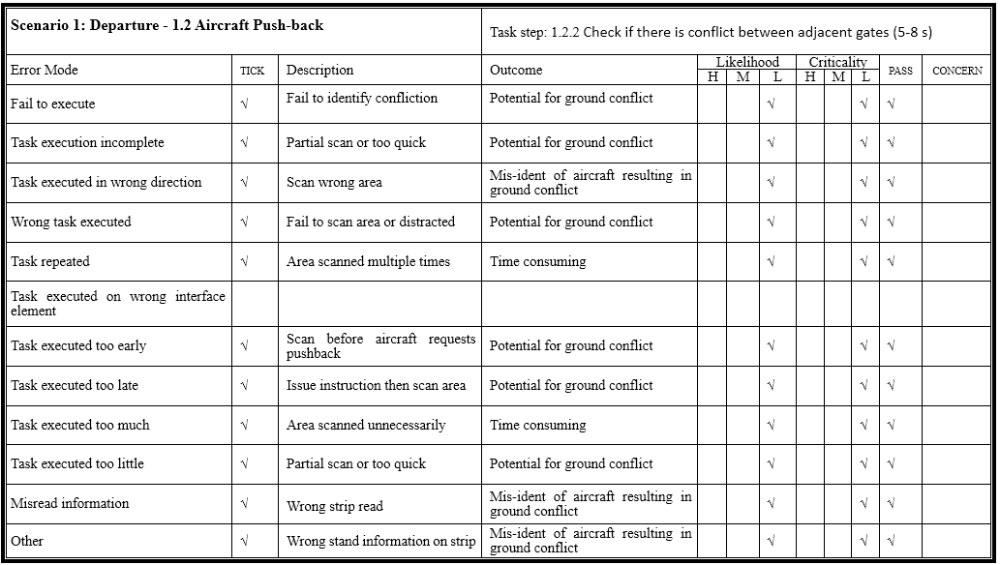 Scenario 1: Departure - 1.2 Aircraft Push-back
Task step: 1.2.2 Check if there is conflict between adjacent gates (5-8 s)
Error Mode TICK Description Outcome Likelihood Criticality PASS CONCERN
H M L H M L
Fail to execute √ Fail to identify confliction Potential for ground conflict √ √ √
Task execution incomplete √ Partial scan or too quick Potential for ground conflict √ √ √
Task executed in wrong direction √ Scan wrong area Mis-ident of aircraft resulting in
ground conflict √ √ √
Wrong task executed √ Fail to scan area or distracted Potential for ground conflict √ √ √
Task repeated √ Area scanned multiple times Time consuming √ √ √
Task executed on wrong interface
element
Task executed too early √ Scan before aircraft requests
pushback Potential for ground conflict √ √ √
Task executed too late √ Issue instruction then scan area Potential for ground conflict √ √ √
Task executed too much √ Area scanned unnecessarily Time consuming √ √ √
Task executed too little √ Partial scan or too quick Potential for ground conflict √ √ √
Misread information √ Wrong strip read Mis-ident of aircraft resulting in
ground conflict √ √ √
Other √ Wrong stand information on strip Mis-ident of aircraft resulting in
ground conflict √ √ √